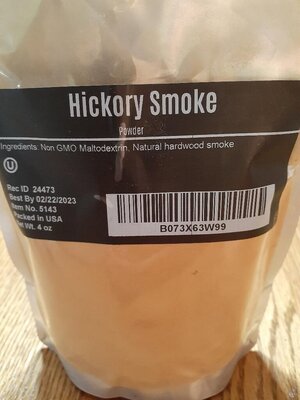 Hickory Smoke
Powder
Ingredients: Non GMO Maltodextrin, Natural hardwood smoke
U
Rec ID 24473
Best By 02/22/2023
Item No. 5143
Packed in USA
Net Wt. 4 oz
B073X63W99